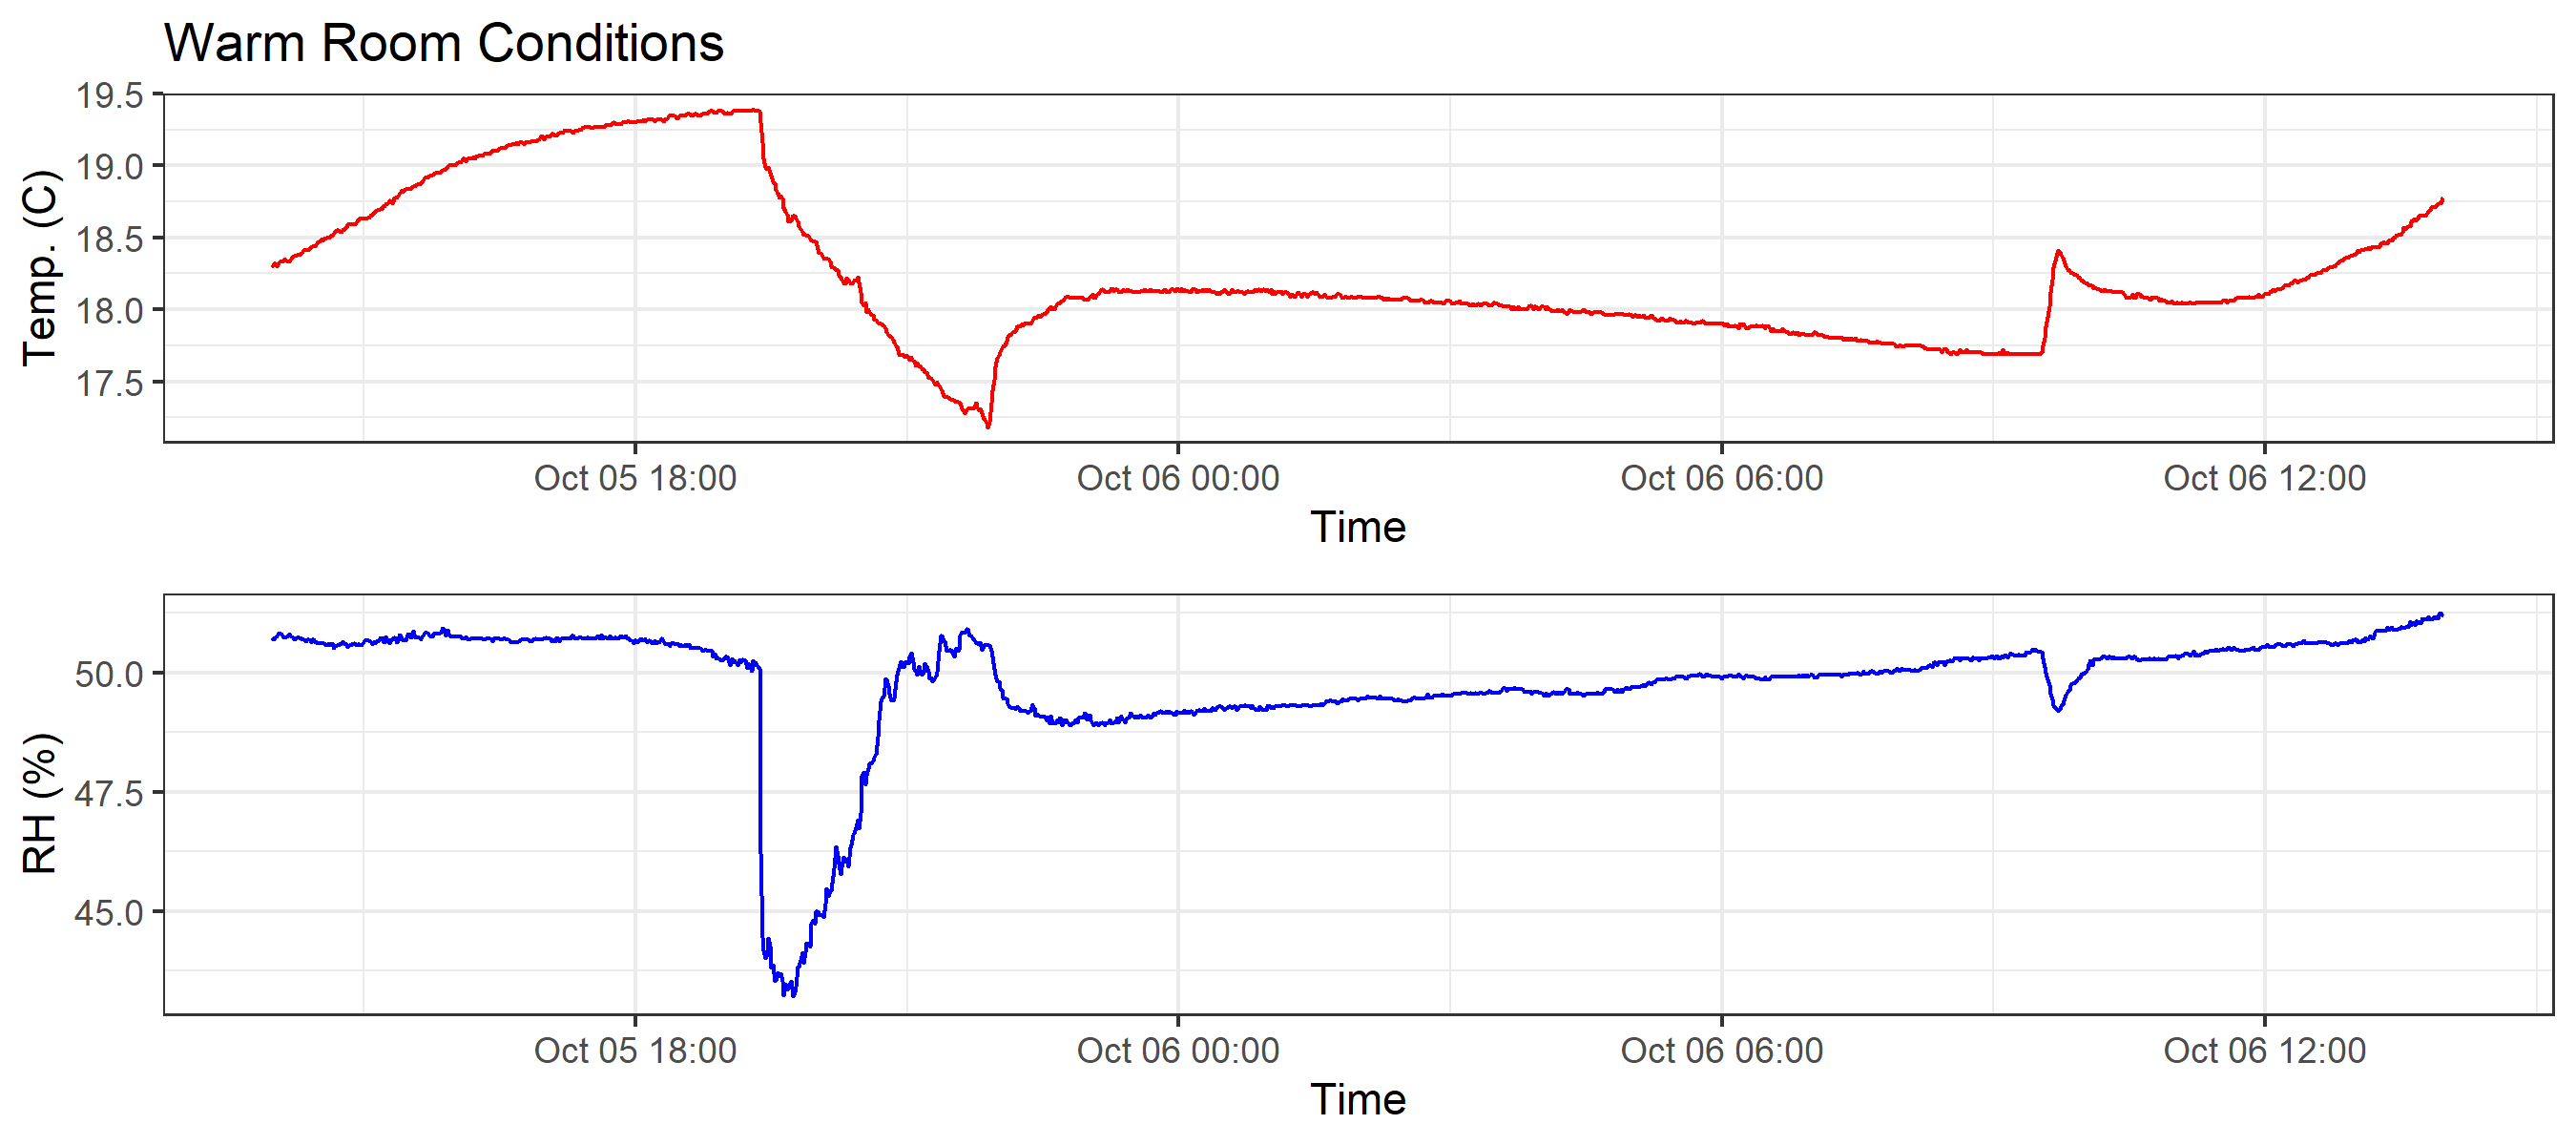 Warm Room Conditions
19.5
19.0
18.5
18.0
17.5
Temp. (C)
Oct 05 18:00 Oct 06 00:00 Oct 06 06:00 Oct 06 12:00
Time
50.0
47.5
45.0
RH (%)
Oct 05 18:00 Oct 06 00:00 Oct 06 06:00 Oct 06 12:00
Time